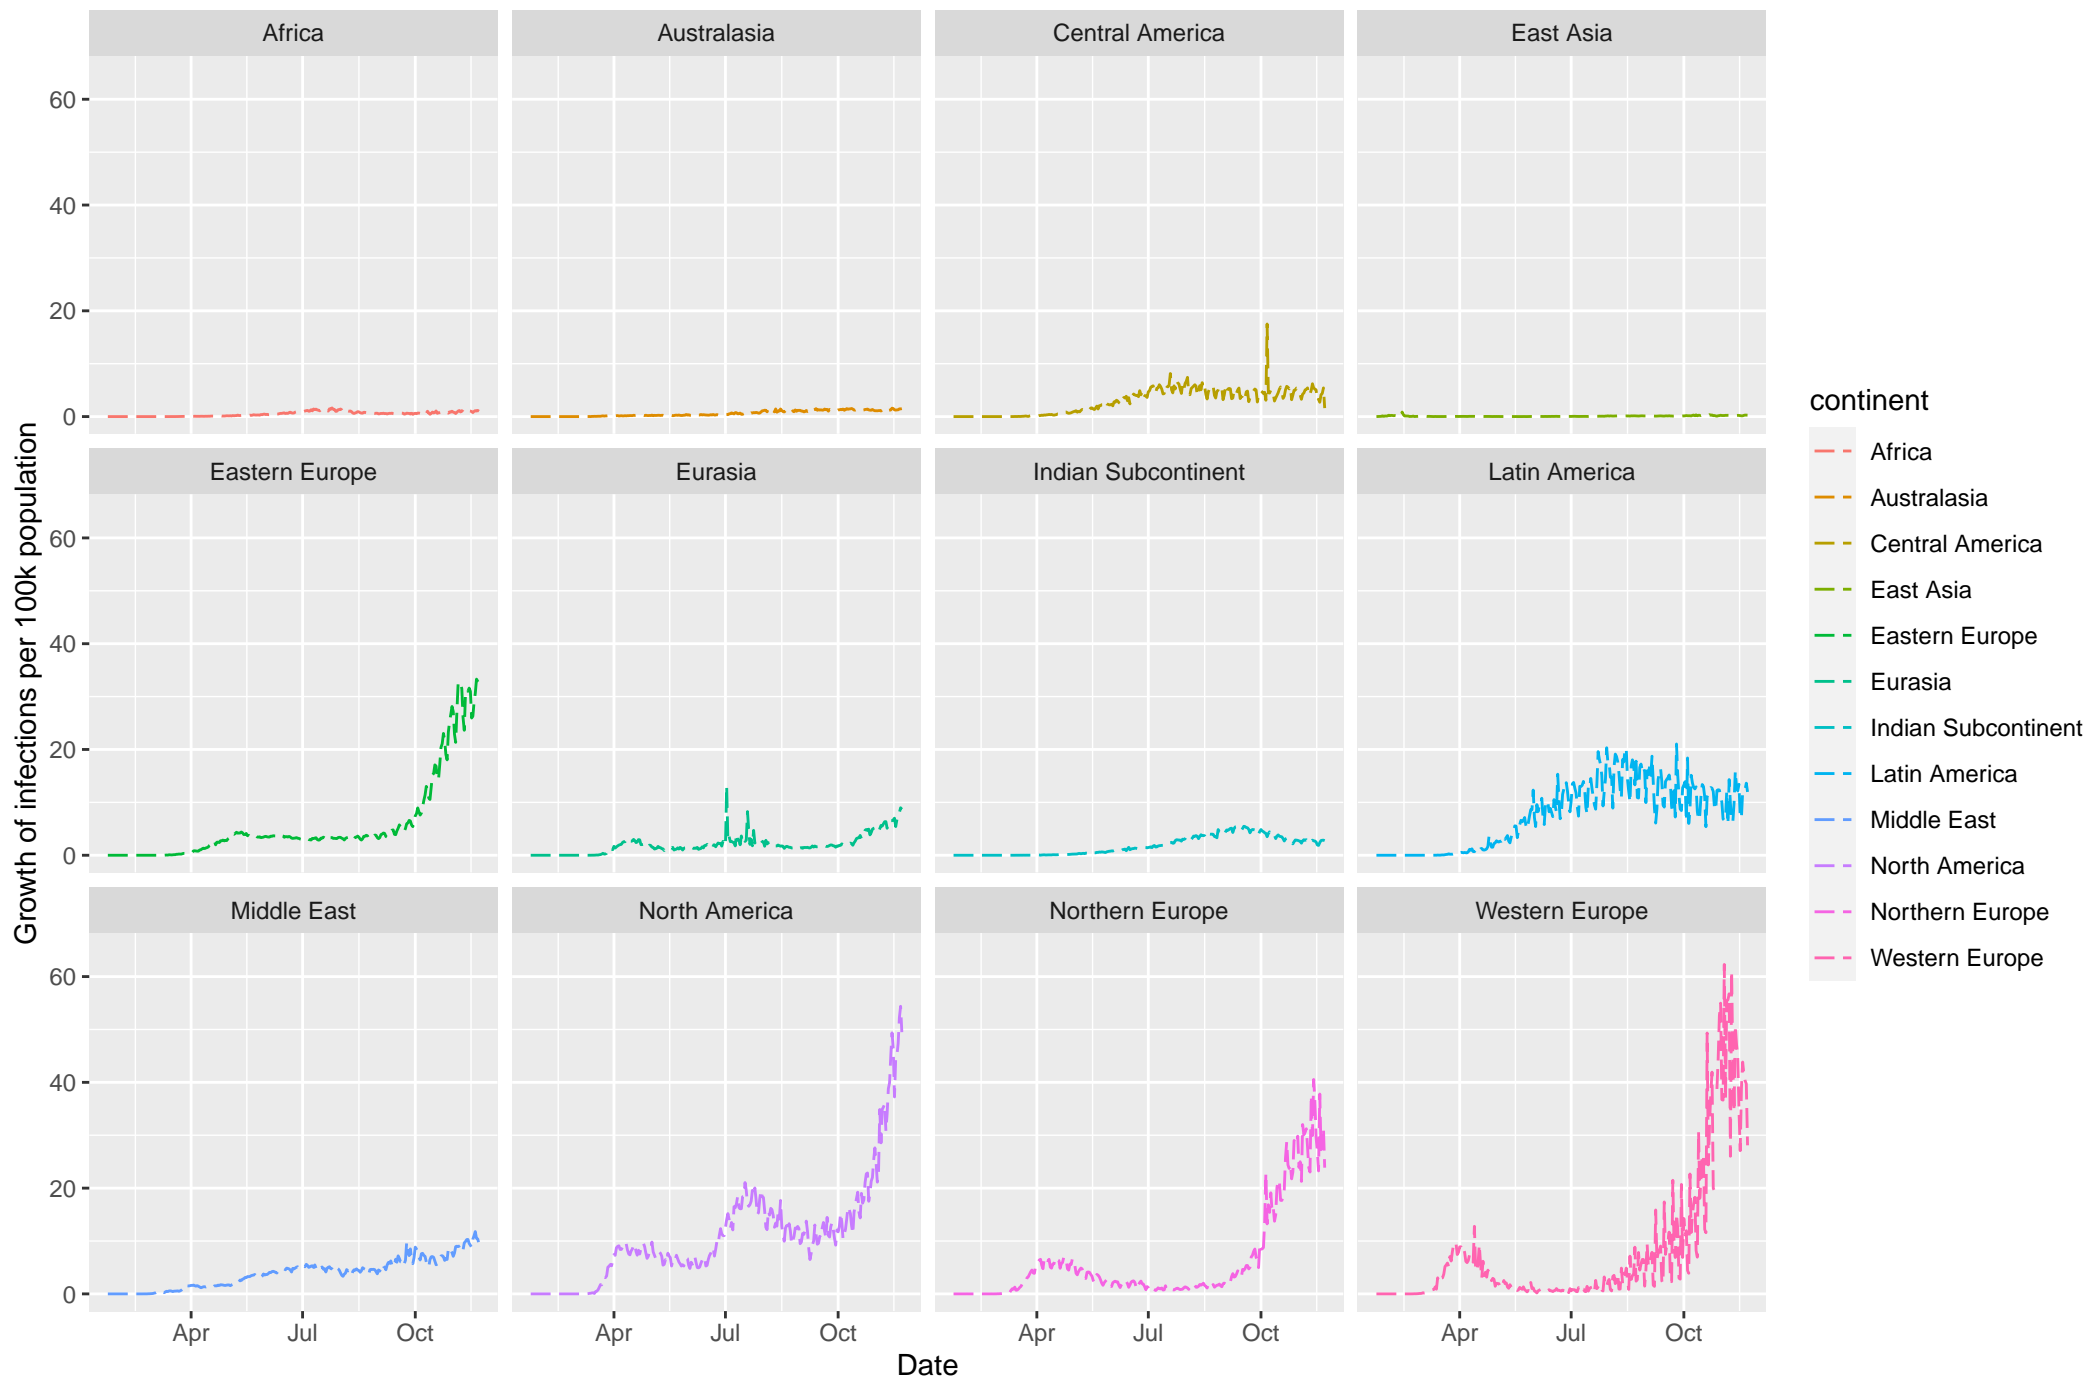 Africa
Australasia
Central America
East Asia
60
40
20
0
Eastern Europe
Eurasia
Indian Subcontinent
Latin America
60
40
20
0
Middle East
North America
Northern Europe
Western Europe
60
40
20
0
Apr Jul Oct
Apr Jul Oct
Apr Jul Oct
Apr Jul Oct
Date
Growth of infections per 100k population
continent
Africa
Australasia
Central America
East Asia
Eastern Europe
Eurasia
Indian Subcontinent
Latin America
Middle East
North America
Northern Europe
Western Europe